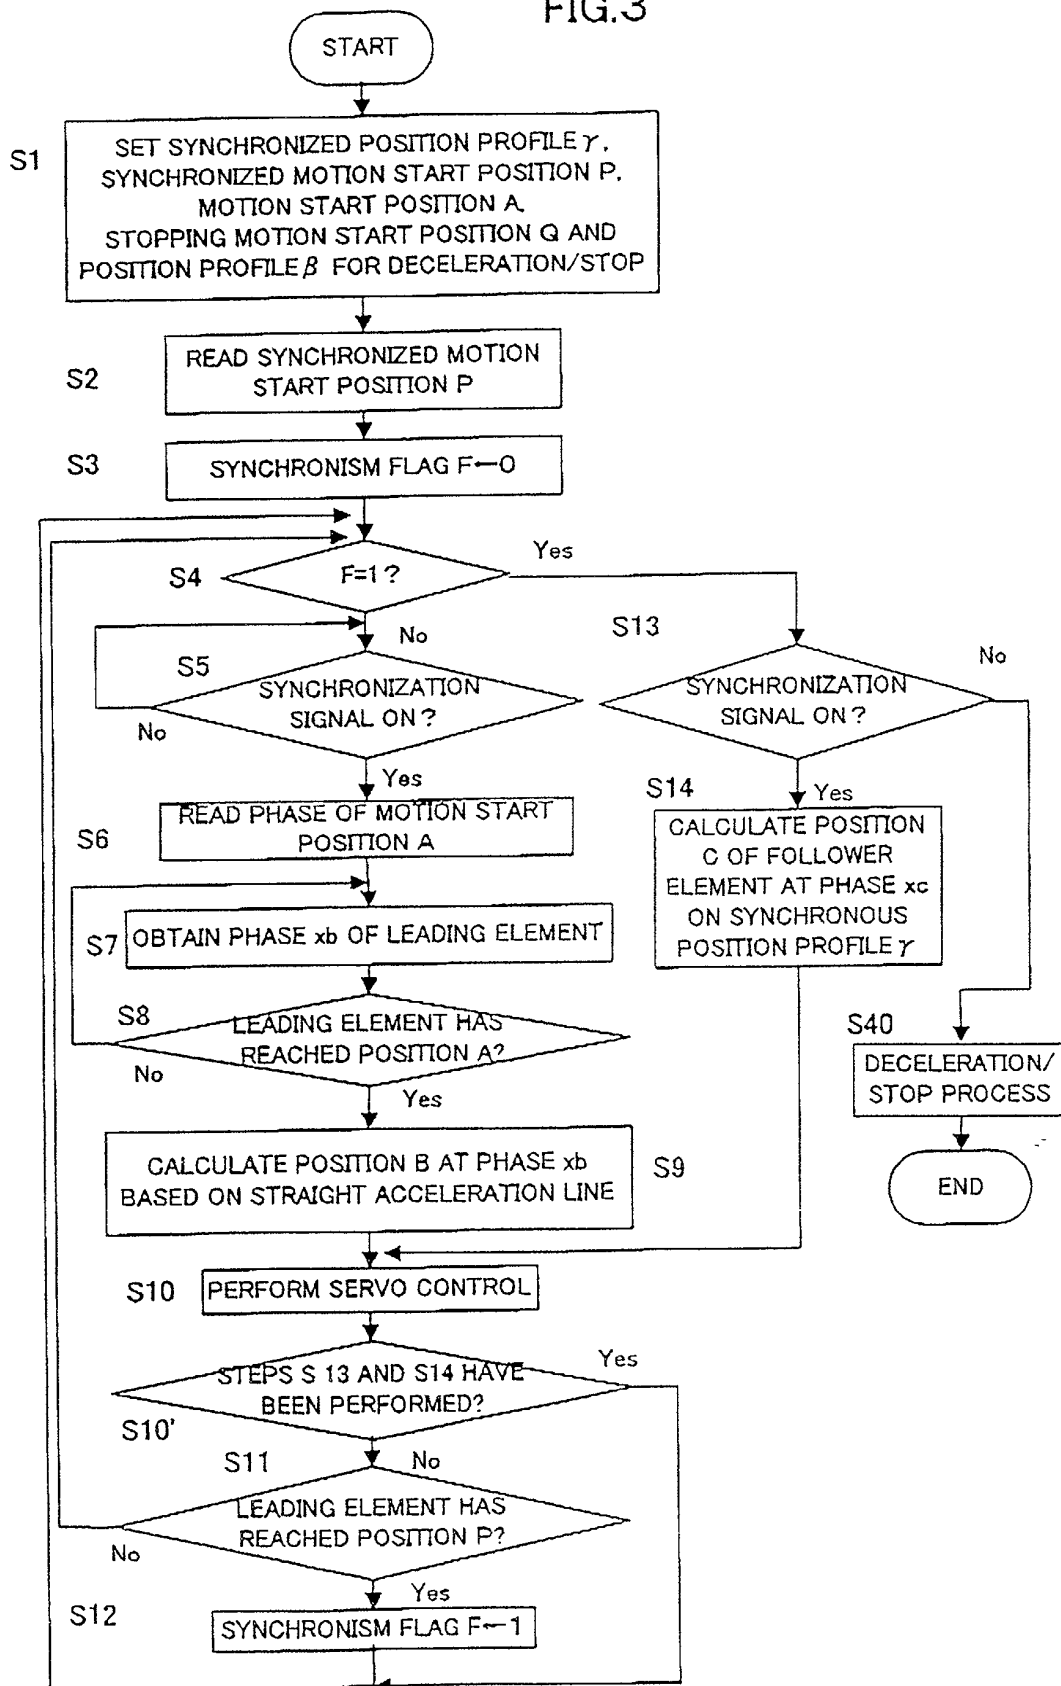 FIG.3
START
S1
SET SYNCHRONIZED POSITION PROFILE γ,
SYNCHRONIZED MOTION START POSITION P,
MOTION START POSITION A,
STOPPING MOTION START POSITION Q AND
POSITION PROFILE β FOR DECELERATION/STOP
S2
READ SYNCHRONIZED MOTION
START POSITION P
S3
SYNCHRONISM FLAG F←0
S4
F=1?
Yes
No
S5
SYNCHRONIZATION
SIGNAL ON?
No
Yes
S13
SYNCHRONIZATION
SIGNAL ON?
No
Yes
S6
READ PHASE OF MOTION START
POSITION A
S14
CALCULATE POSITION
C OF FOLLOWER
ELEMENT AT PHASE xc
ON SYNCHRONOUS
POSITION PROFILE γ
S7
OBTAIN PHASE xb OF LEADING ELEMENT
S8
LEADING ELEMENT HAS
REACHED POSITION A?
No
Yes
S40
DECELERATION/
STOP PROCESS
END
CALCULATE POSITION B AT PHASE xb
BASED ON STRAIGHT ACCELERATION LINE
S9
S10
PERFORM SERVO CONTROL
STEPS S 13 AND S14 HAVE
BEEN PERFORMED?
Yes
S10'
No
S11
LEADING ELEMENT HAS
REACHED POSITION P?
No
Yes
S12
SYNCHRONISM FLAG F←1